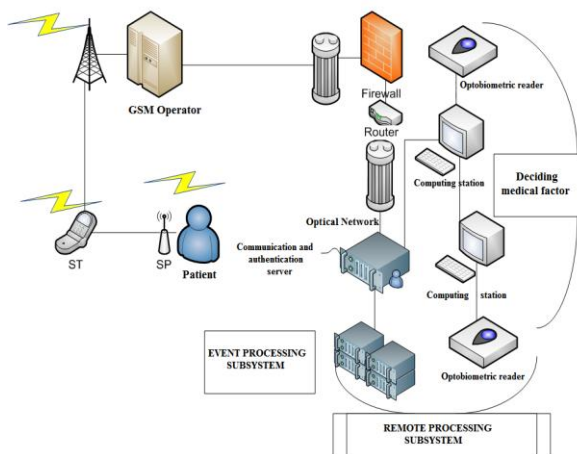 GSM Operator
Firewall
Router
Optobiometric reader
Computing station
Deciding
medical factor
Optical Network
ST
SP
Patient
Communication and
authentication
server
Computing station
EVENT PROCESSING
SUBSYSTEM
Optobiometric reader
REMOTE PROCESSING
SUBSYSTEM